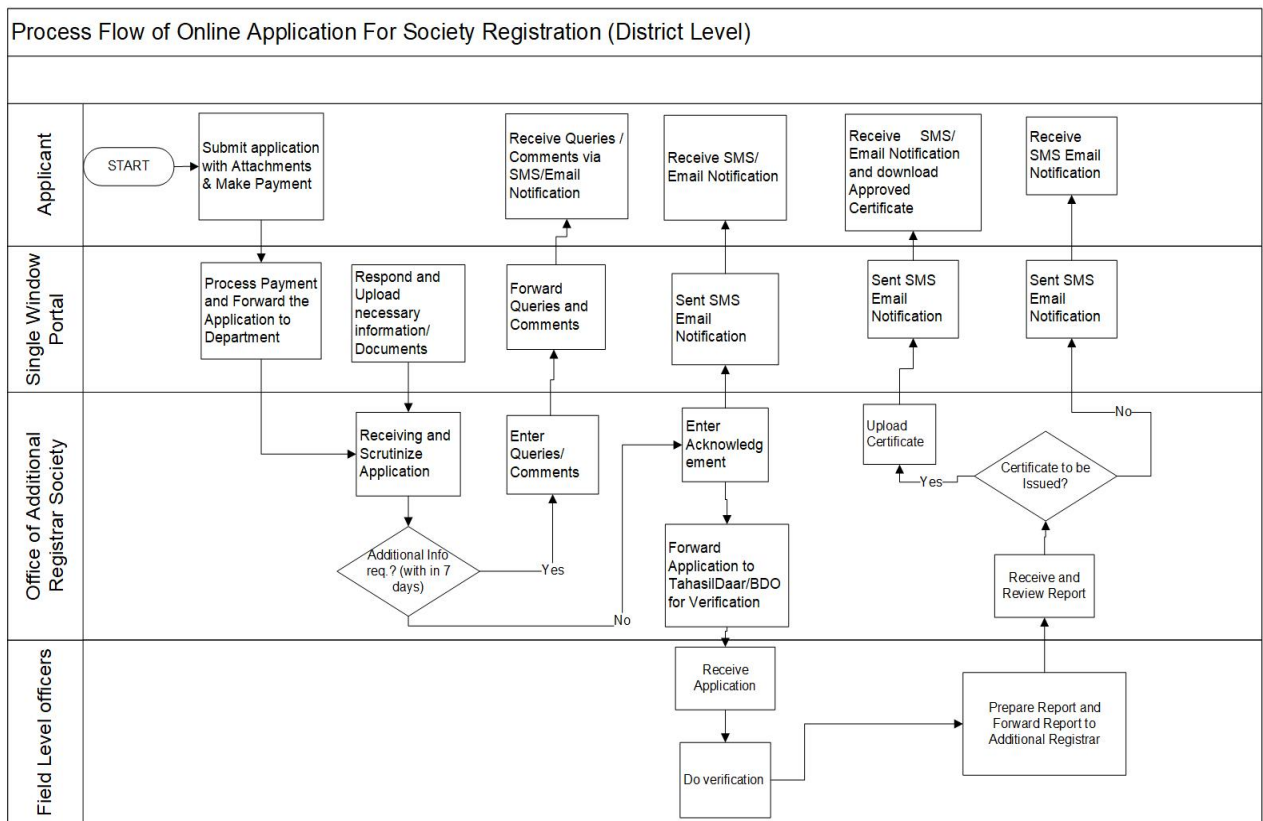 Process Flow of Online Application For Society Registration (District Level)
Applicant
START
Submit application
with Attachments
& Make Payment
Receive Queries /
Comments via
SMS/Email
Notification
Receive SMS/
Email Notification
Receive SMS/
Email Notification
and download
Approved
Certificate
Receive
SMS Email
Notification
Single Window
Portal
Process Payment
and Forward the
Application to
Department
Respond and
Upload
necessary
information/
Documents
Forward
Queries and
Comments
Sent SMS
Email
Notification
Sent SMS
Email
Notification
Sent SMS
Email
Notification
Office of Additional
Registrar Society
Receiving and
Scrutinize
Application
Enter
Queries/
Comments
Enter
Acknowledg
ement
Upload
Certificate
No
Certificate to be
Issued?
Yes
Additional Info
req.? (with in 7
days)
Yes
No
Forward
Application to
TahasilDaar/BDO
for Verification
Receive and
Review Report
Field Level officers
Receive
Application
Do verification
Prepare Report and
Forward Report to
Additional Registrar